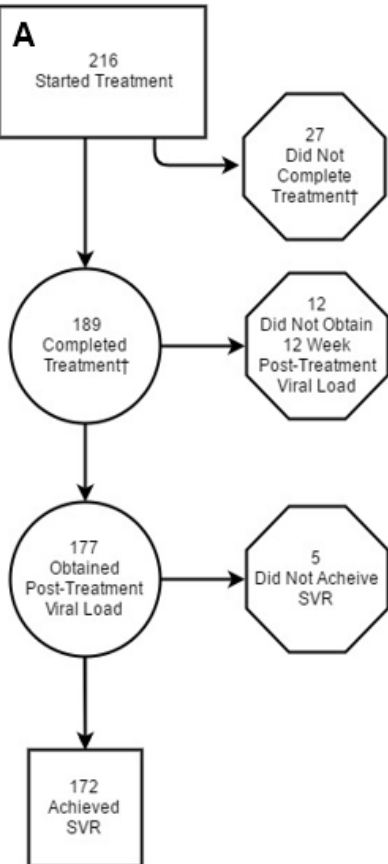 A
216
Started Treatment
27
Did Not
Complete
Treatment†
189
Completed
Treatment†
12
Did Not Obtain
12 Week
Post-Treatment
Viral Load
177
Obtained
Post-Treatment
Viral Load
5
Did Not Acheive
SVR
172
Achieved
SVR